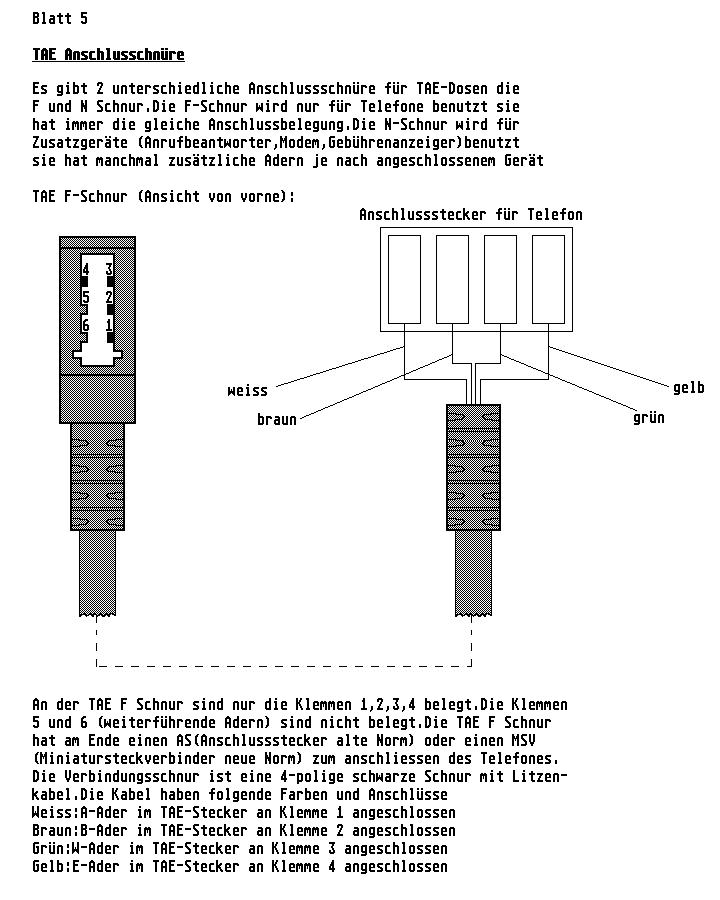 Blatt 5
TAE Anschlusschnüre
Es gibt 2 unterschiedliche Anschlussschnüre für TAE-Dosen die
F und N Schnur.Die F-Schnur wird nur für Telefone benutzt sie
hat immer die gleiche Anschlussbelegung.Die N-Schnur wird für
Zusatzgeräte (Anrufbeantworter,Modem,Gebührenanzeiger)benutzt
sie hat manchmal zusätzliche Adern je nach angeschlossenem Gerät
TAE F-Schnur (Ansicht von vorne):
Anschlussstecker für Telefon
4 3
5 2
6 1
weiss
gelb
braun
grün
An der TAE F Schnur sind nur die Klemmen 1,2,3,4 belegt.Die Klemmen
5 und 6 (weiterführende Adern) sind nicht belegt.Die TAE F Schnur
hat am Ende einen AS(Anschlussstecker alte Norm) oder einen MSV
(Miniatursteckverbinder neue Norm) zum anschliessen des Telefones.
Die Verbindungsschnur ist eine 4-polige schwarze Schnur mit Litzen-
kabel.Die Kabel haben folgende Farben und Anschlüsse
Weiss:A-Ader im TAE-Stecker an Klemme 1 angeschlossen
Braun:B-Ader im TAE-Stecker an Klemme 2 angeschlossen
Grün:W-Ader im TAE-Stecker an Klemme 3 angeschlossen
Gelb:E-Ader im TAE-Stecker an Klemme 4 angeschlossen